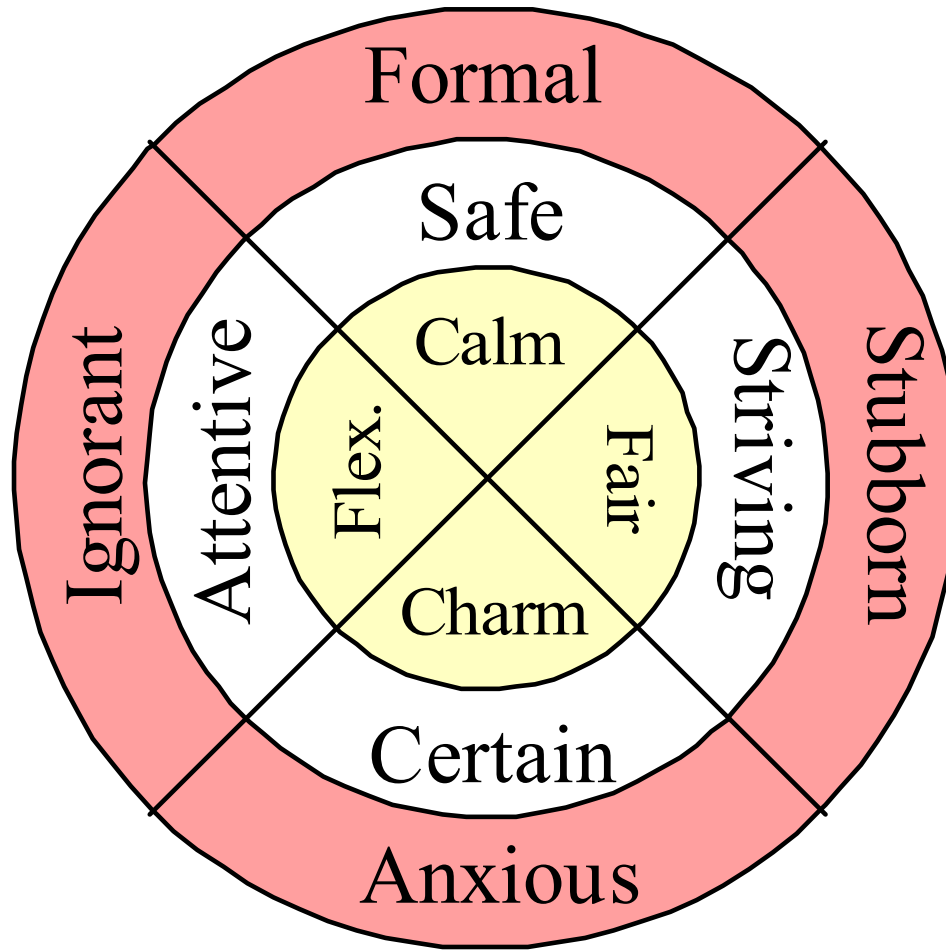 Formal
Safe
Calm
Ignorant
Attentive
Flex.
Fair
Striving
Stubborn
Charm
Certain
Anxious